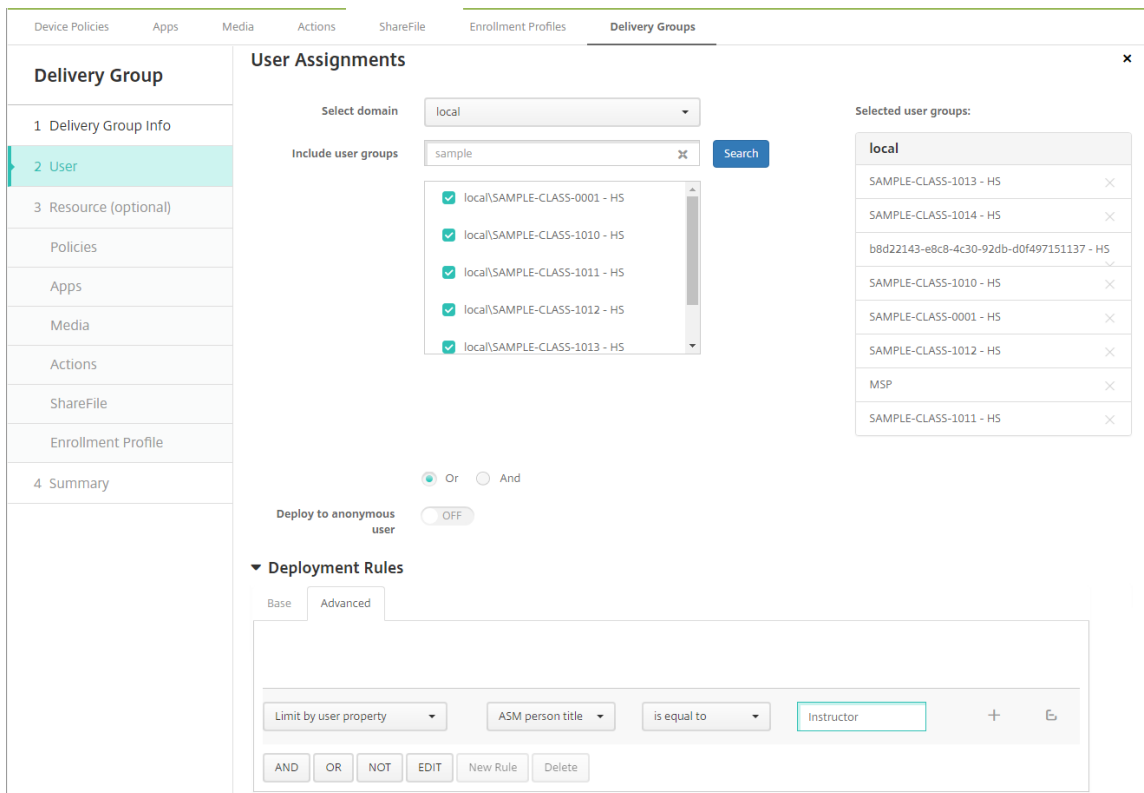 Device Policies
Apps
Media
Actions
ShareFile
Enrollment Profiles
Delivery Groups
Delivery Group
1 Delivery Group Info
2 User
3 Resource (optional)
Policies
Apps
Media
Actions
ShareFile
Enrollment Profile
4 Summary
User Assignments
Select domain
local
Include user groups
sample
Search
local\SAMPLE-CLASS-0001 - HS
local\SAMPLE-CLASS-1010 - HS
local\SAMPLE-CLASS-1011 - HS
local\SAMPLE-CLASS-1012 - HS
local\SAMPLE-CLASS-1013 - HS
Selected user groups:
local
SAMPLE-CLASS-1013 - HS
SAMPLE-CLASS-1014 - HS
b8d22143-e8c8-4c30-92db-d0f497151137 - HS
SAMPLE-CLASS-1010 - HS
SAMPLE-CLASS-0001 - HS
SAMPLE-CLASS-1012 - HS
MSP
SAMPLE-CLASS-1011 - HS
Or
And
Deploy to anonymous
user
OFF
Deployment Rules
Base
Advanced
Limit by user property
ASM person title
is equal to
Instructor
AND
OR
NOT
EDIT
New Rule
Delete